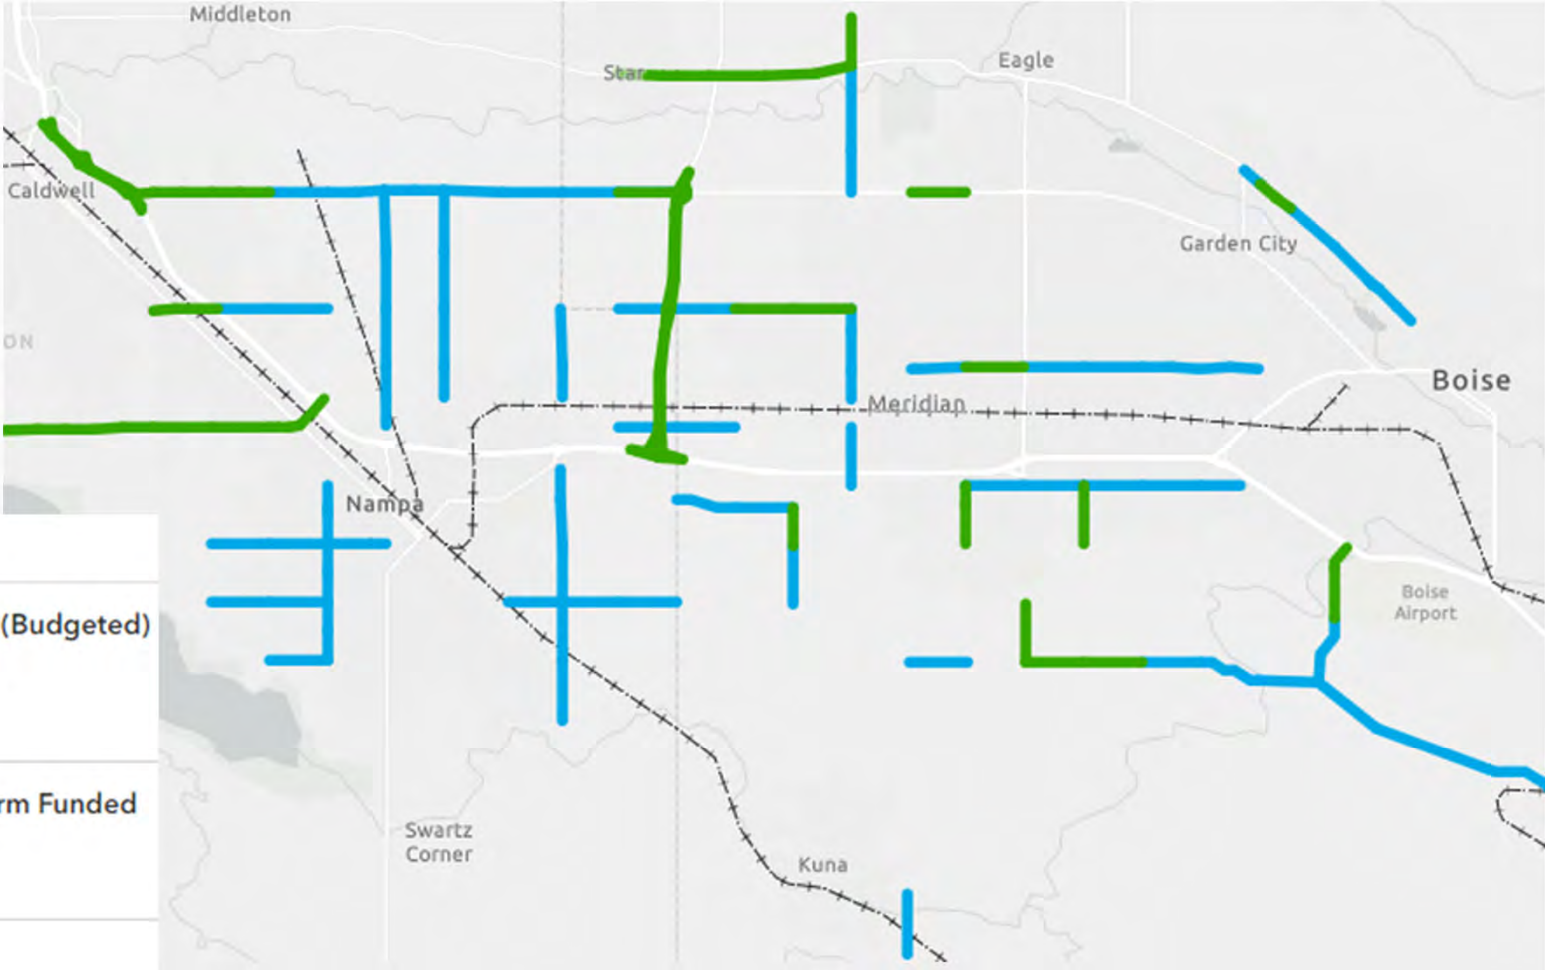 Middleton
Star
Eagle
Caldwell
Garden City
ON
Boise
Meridian
Nampa
(Budgeted)
Boise
Airport
rm Funded
Swartz
Corner
Kuna